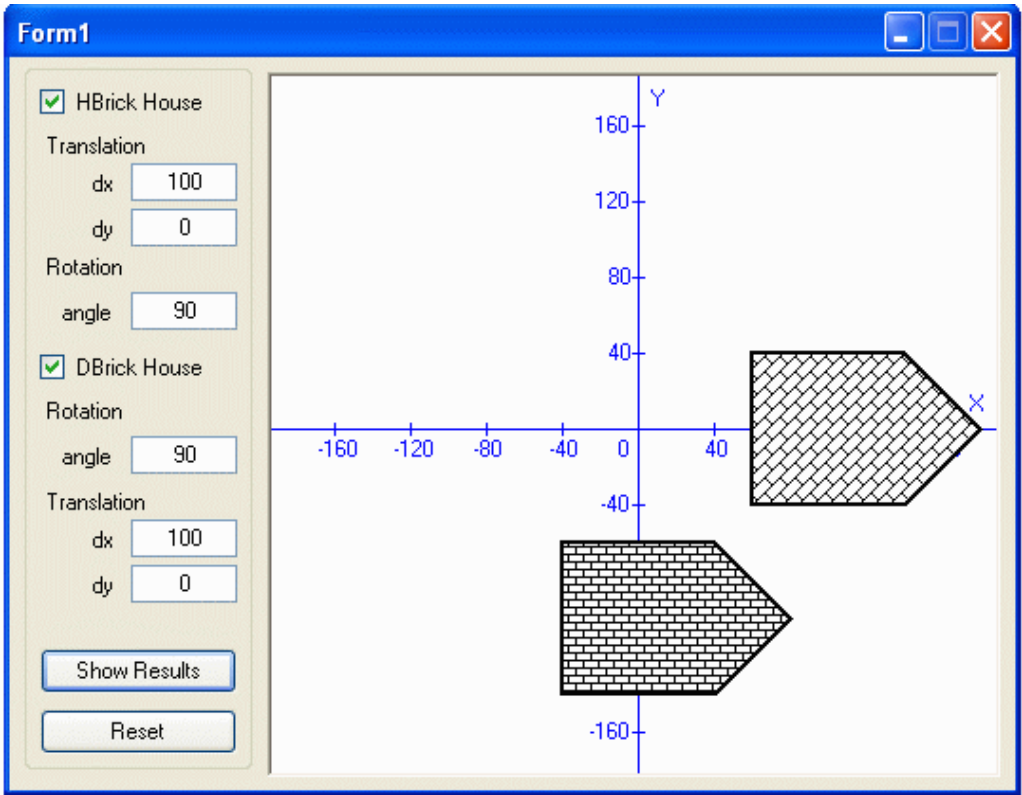 Form1
HBrick House
Translation
dx 100
dy 0
Rotation
angle 90
DBrick House
Rotation
angle 90
Translation
dx 100
dy 0
Show Results
Reset
Y
160
120
80
40
X
-160 -120 -80 -40 0 40
-40
-160